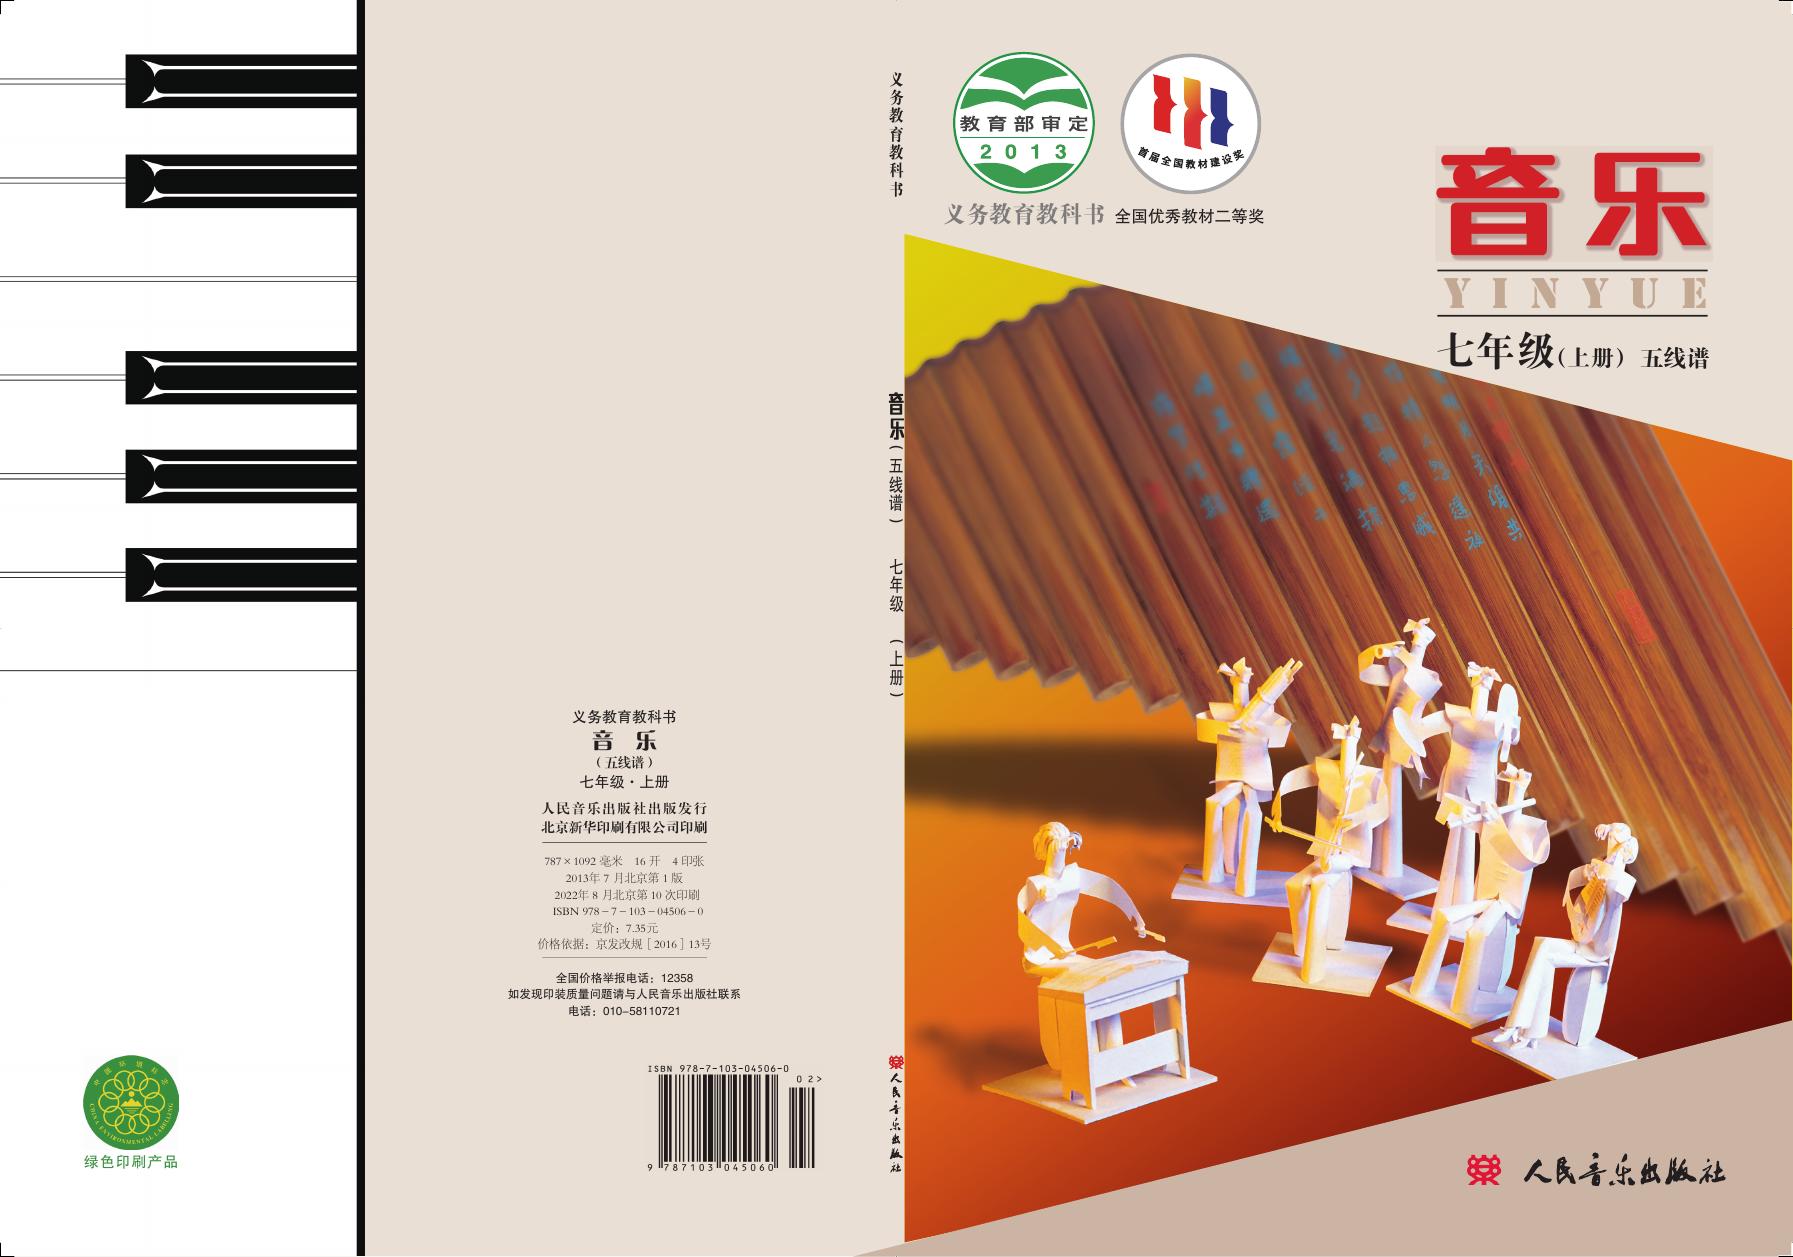 教育部审定
2013
义务教育教科书
首届全国教材建设奖
全国优秀教材二等奖
音乐
YINYUE
七年级（上册） 五线谱
人民音乐出版社
义务教育教科书
音乐（五线谱） 七年级 （上册）
人民音乐出版社
义务教育教科书
音 乐
（五线谱）
七年级·上册
人民音乐出版社出版发行
北京新华印刷有限公司印刷
787×1092 毫米 16 开 4 印张
2013年 7 月北京第 1 版
2022年 8 月北京第 10 次印刷
ISBN 978－7－103－04506－0
定价：7.35元
价格依据：京发改规［2016］13号
全国价格举报电话：12358
如发现印装质量问题请与人民音乐出版社联系
电话：010–58110721
ISBN 978-7-103-04506-0
02>
9 787103 045060
中国环境标志
CHINA ENVIRONMENTAL LABELLING
绿色印刷产品